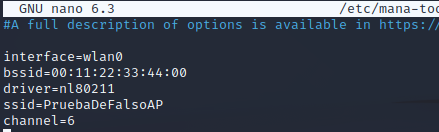 GNU nano 6.3 /etc/mana-too
#A full description of options is available in https:/
interface=wlan0
bssid=00:11:22:33:44:00
driver=nl80211
ssid=PruebaDeFalsoAP
channel=6